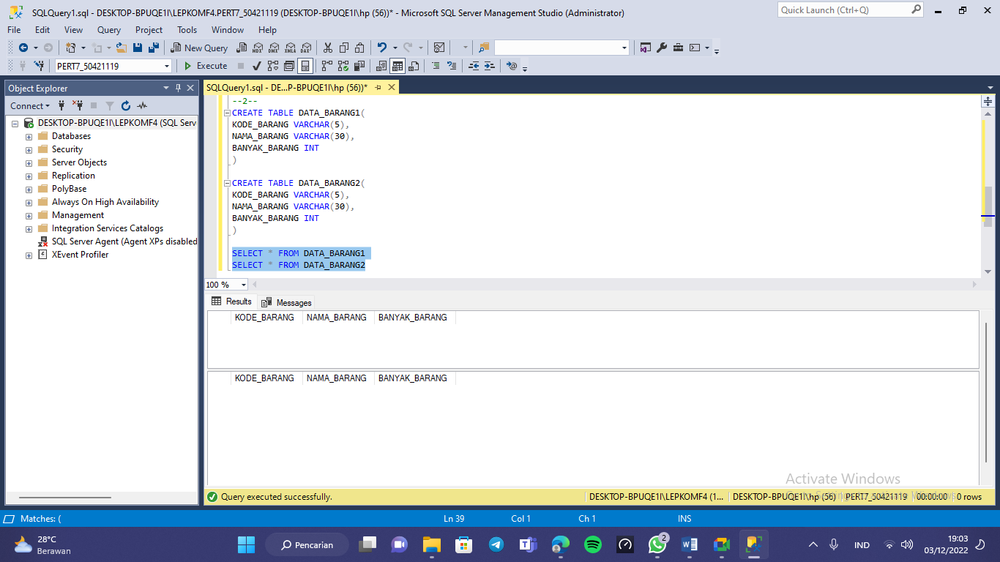 SQLQuery1.sql - DESKTOP-BPUQE1I\LEPKOMF4.PERT7_50421119 (DESKTOP-BPUQE1I\hp (56))* - Microsoft SQL Server Management Studio (Administrator)
Quick Launch (Ctrl+Q)
File Edit View Query Project Tools Window Help
New Query
MDX DMX XMLA DAX
PERT7_50421119
Execute
Object Explorer
SQLQuery1.sql - DE...P-BPUQE1I\hp (56))*
Connect
DESKTOP-BPUQE1I\LEPKOMF4 (SQL Serv
Databases
Security
Server Objects
Replication
PolyBase
Always On High Availability
Management
Integration Services Catalogs
SQL Server Agent (Agent XPs disabled
XEvent Profiler
--2--
CREATE TABLE DATA_BARANG1(
KODE_BARANG VARCHAR(5),
NAMA_BARANG VARCHAR(30),
BANYAK_BARANG INT
)
CREATE TABLE DATA_BARANG2(
KODE_BARANG VARCHAR(5),
NAMA_BARANG VARCHAR(30),
BANYAK_BARANG INT
)
SELECT * FROM DATA_BARANG1
SELECT * FROM DATA_BARANG2
100 %
Results Messages
KODE_BARANG NAMA_BARANG BANYAK_BARANG
KODE_BARANG NAMA_BARANG BANYAK_BARANG
Activate Windows
Query executed successfully.
DESKTOP-BPUQE1I\LEPKOMF4 (1... DESKTOP-BPUQE1I\hp (56) PERT7_50421119 00:00:00 0 rows
Matches: (
Ln 39 Col 1 Ch 1 INS
28°C
Berawan
Pencarian
2
IND
19:03
03/12/2022